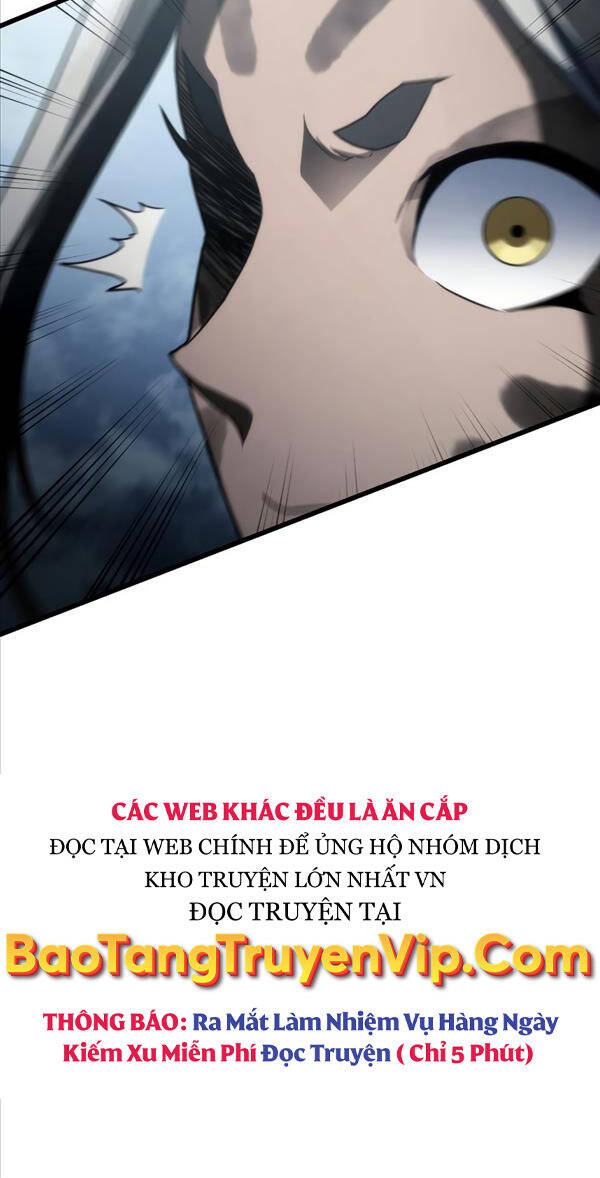 CÁC WEB KHÁC ĐỀU LÀ ĂN CẮP
ĐỌC TẠI WEB CHÍNH ĐỂ ỦNG HỘ NHÓM DỊCH
KHO TRUYỆN LỚN NHẤT VN
ĐỌC TRUYỆN TẠI
BaoTangTruyenVip.Com
THÔNG BÁO: Ra Mắt Làm Nhiệm Vụ Hàng Ngày
Kiếm Xu Miễn Phí Đọc Truyện ( Chỉ 5 Phút)